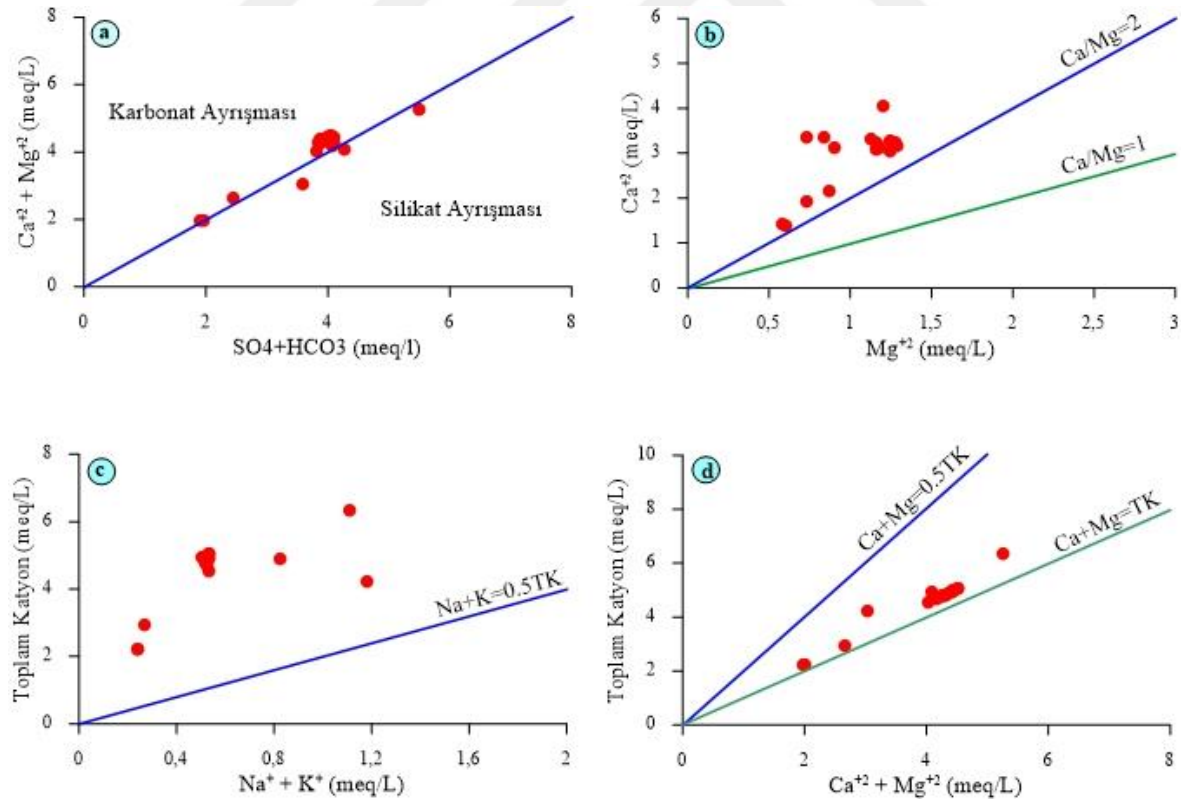 a
8
6
4
2
0
Ca+2 + Mg+2 (meq/L)
Karbonat Ayrışması
Silikat Ayrışması
0 2 4 6 8
SO4+HCO3 (meq/l)
b
6
5
4
3
2
1
0
Ca+2 (meq/L)
Ca/Mg=2
Ca/Mg=1
0 0,5 1 1,5 2 2,5 3
Mg+2 (meq/L)
c
8
6
4
2
0
Toplam Katyon (meq/L)
Na+K=0.5TK
0 0,4 0,8 1,2 1,6 2
Na+ + K+ (meq/L)
d
10
8
6
4
2
0
Toplam Katyon (meq/L)
Ca+Mg=0.5TK
Ca+Mg=TK
0 2 4 6 8
Ca+2 + Mg+2 (meq/L)